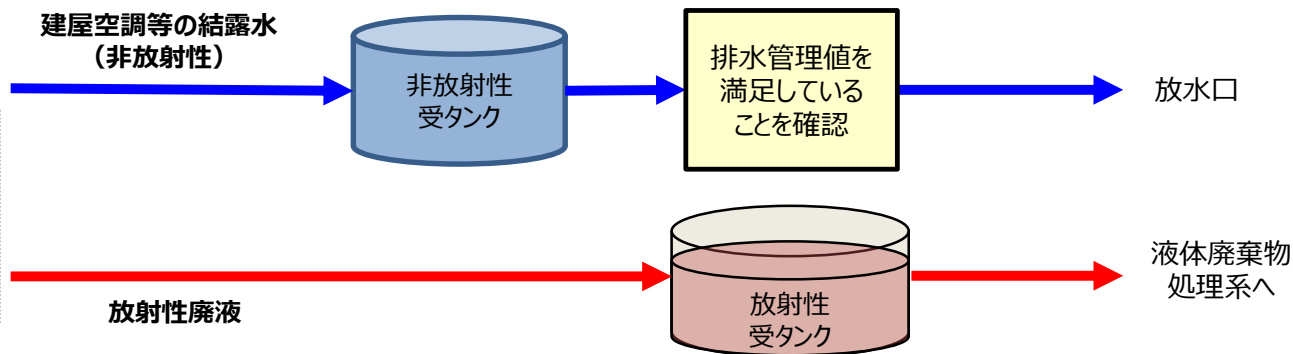 建屋空調等の結露水
（非放射性）
非放射性
受タンク
排水管理値を
満足している
ことを確認
放水口
放射性廃液
放射性
受タンク
液体廃棄物
処理系へ